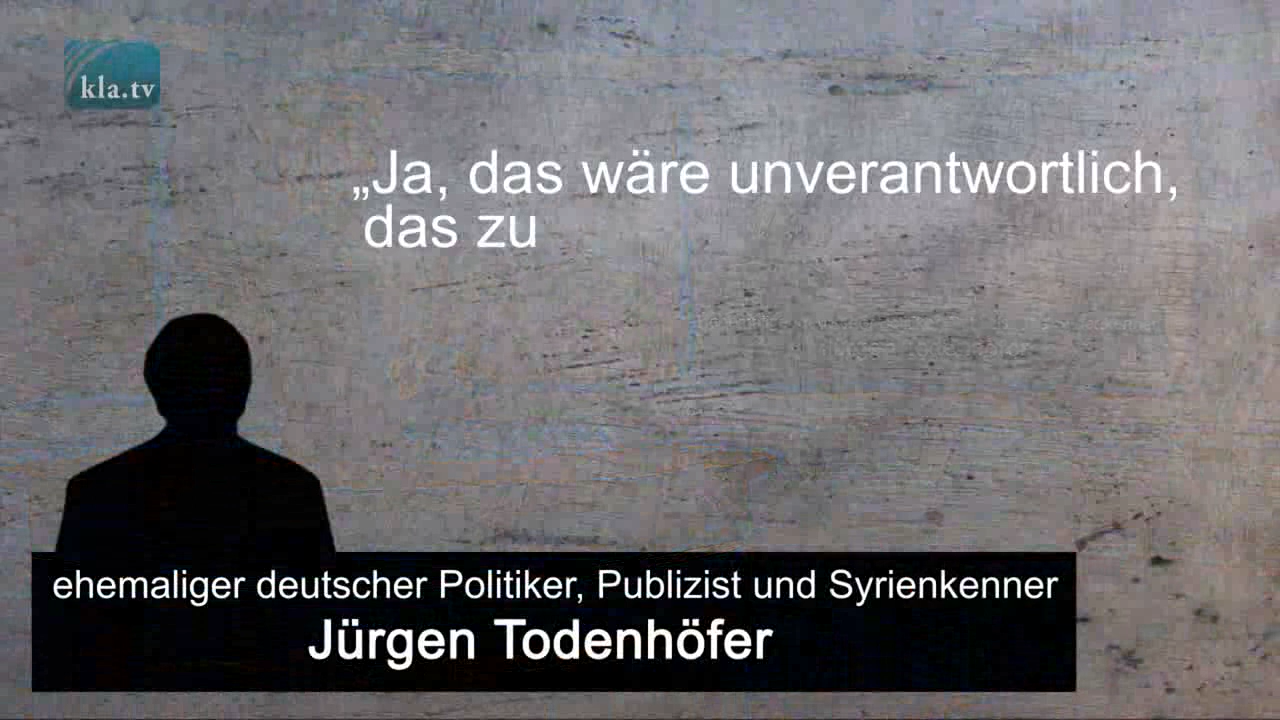 kla.tv
„Ja, das wäre unverantwortlich,
das zu
ehemaliger deutscher Politiker, Publizist und Syrienkenner
Jürgen Todenhöfer